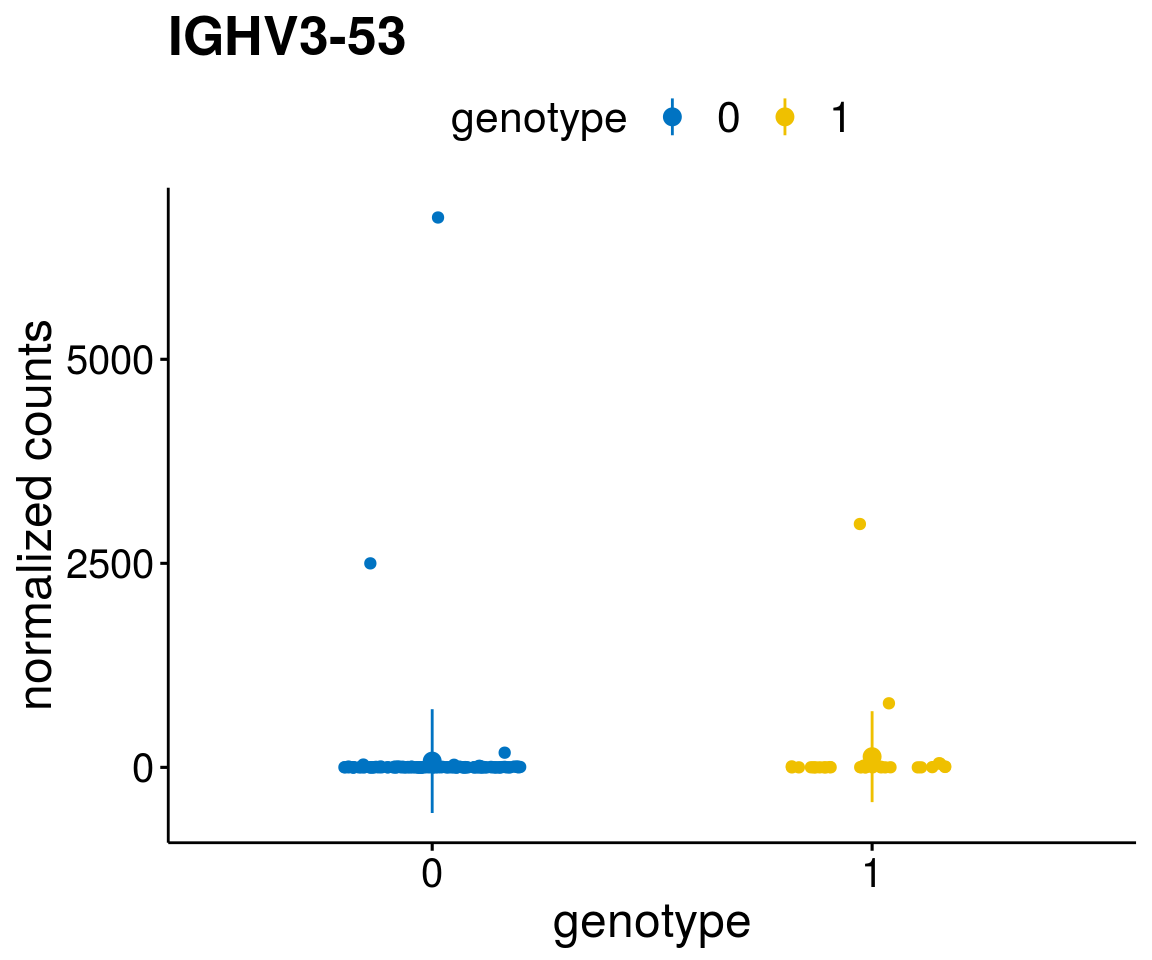 IGHV3-53
genotype 0 1
normalized counts
5000
2500
0
0 1
genotype